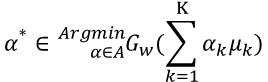 α* ∈ Argmin_{α∈A} G_w(∑_{k=1}^{K} α_k μ_k)